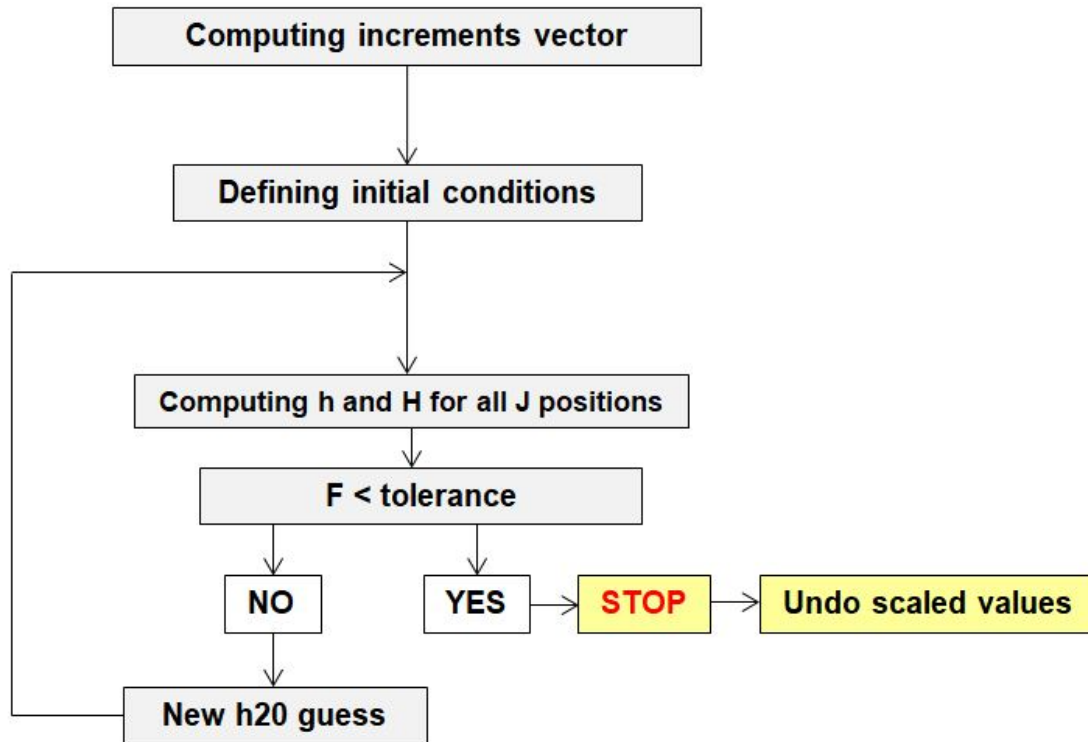 Computing increments vector
Defining initial conditions
Computing h and H for all J positions
F < tolerance
NO
YES
STOP
Undo scaled values
New h20 guess